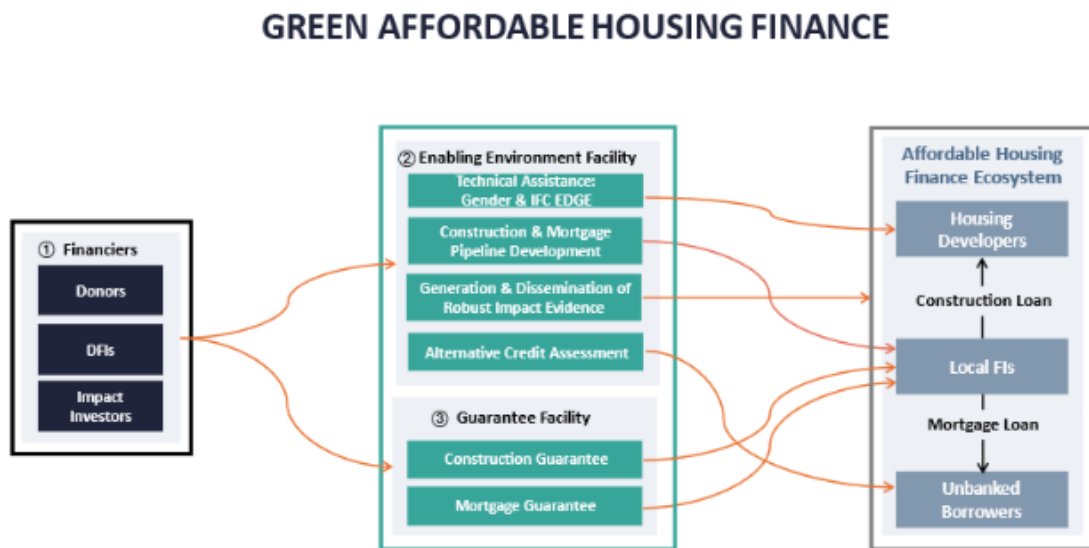 GREEN AFFORDABLE HOUSING FINANCE
① Financiers
Donors
DFIs
Impact
Investors
② Enabling Environment Facility
Technical Assistance:
Gender & IFC EDGE
Construction & Mortgage
Pipeline Development
Generation & Dissemination of
Robust Impact Evidence
Alternative Credit Assessment
③ Guarantee Facility
Construction Guarantee
Mortgage Guarantee
Affordable Housing
Finance Ecosystem
Housing
Developers
Construction Loan
Local FIs
Mortgage Loan
Unbanked
Borrowers